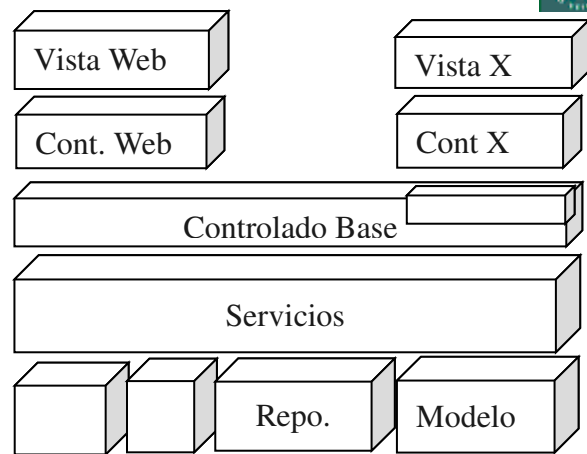 Vista Web
Vista X
Cont. Web
Cont X
Controlado Base
Servicios
Repo.
Modelo